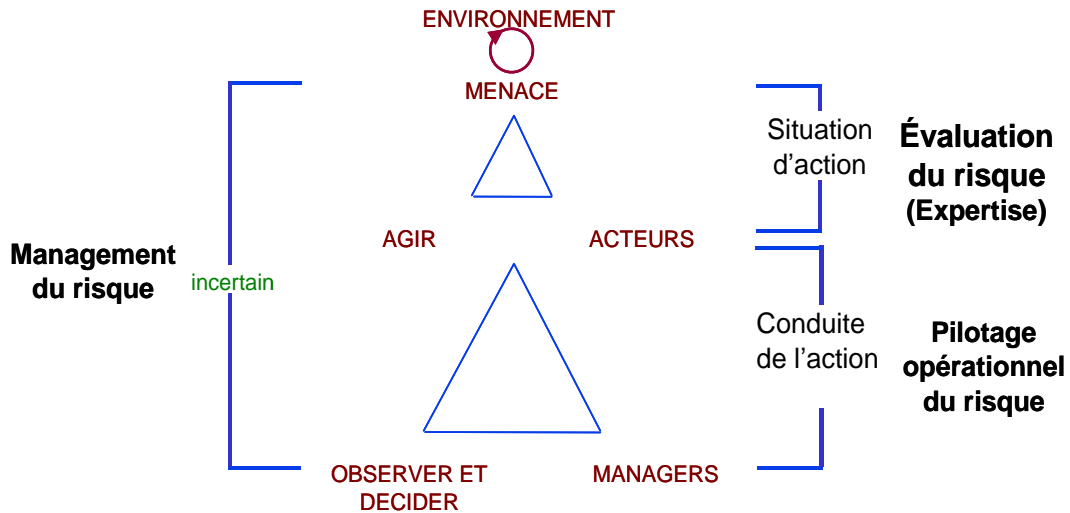 ENVIRONNEMENT
MENACE
Situation
d’action
Évaluation
du risque
(Expertise)
AGIR
ACTEURS
Management
du risque
incertain
Conduite
de l’action
Pilotage
opérationnel
du risque
OBSERVER ET
DECIDER
MANAGERS